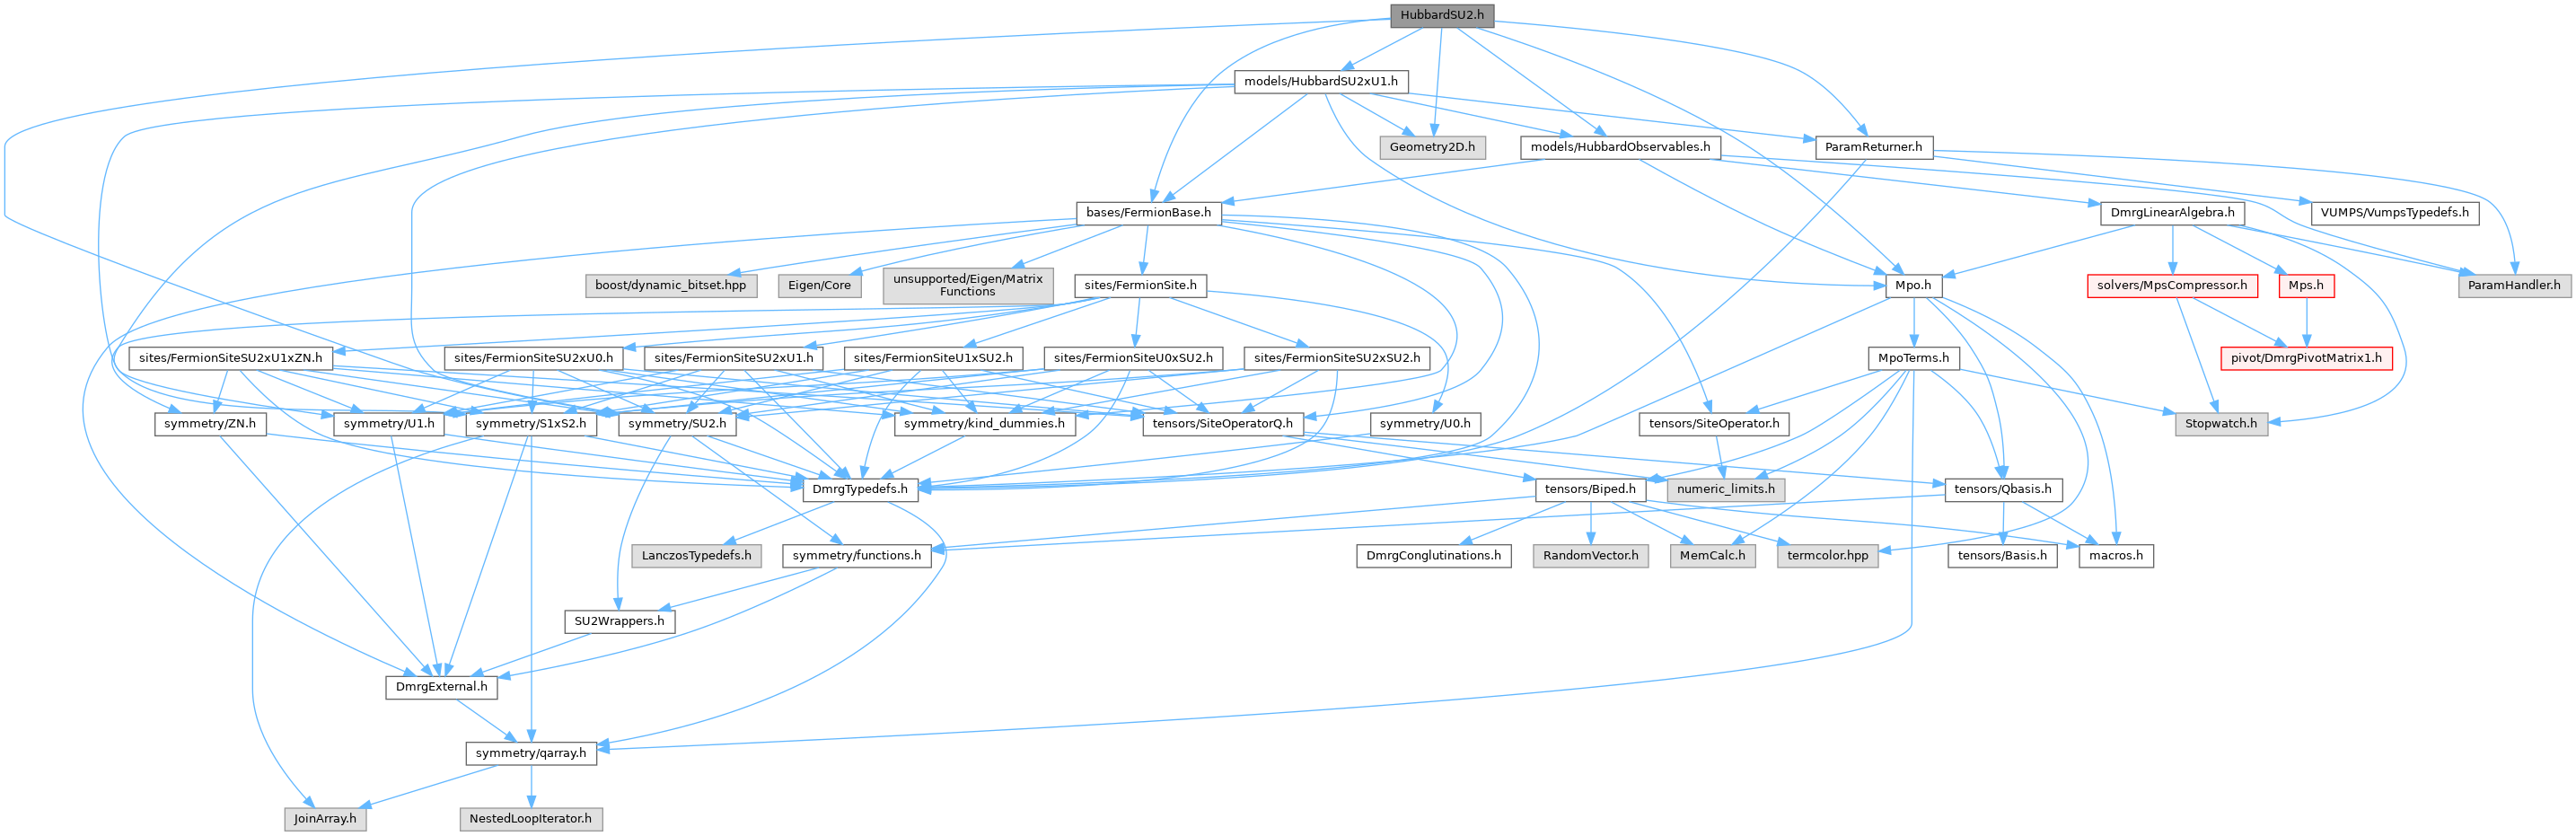 HubbardSU2.h
models/HubbardSU2xU1.h
Geometry2D.h
models/HubbardObservables.h
ParamReturner.h
bases/FermionBase.h
DmrgLinearAlgebra.h
VUMPS/VumpsTypedefs.h
boost/dynamic_bitset.hpp
Eigen/Core
unsupported/Eigen/Matrix
Functions
sites/FermionSite.h
Mpo.h
solvers/MpsCompressor.h
Mps.h
ParamHandler.h
sites/FermionSiteSU2xU1xZN.h
sites/FermionSiteSU2xU0.h
sites/FermionSiteSU2xU1.h
sites/FermionSiteU1xSU2.h
sites/FermionSiteU0xSU2.h
sites/FermionSiteSU2xSU2.h
MpoTerms.h
pivot/DmrgPivotMatrix1.h
symmetry/ZN.h
symmetry/U1.h
symmetry/S1xS2.h
symmetry/SU2.h
symmetry/kind_dummies.h
tensors/SiteOperatorQ.h
symmetry/U0.h
tensors/SiteOperator.h
Stopwatch.h
DmrgTypedefs.h
tensors/Biped.h
numeric_limits.h
tensors/Qbasis.h
LanczosTypedefs.h
symmetry/functions.h
DmrgConglutinations.h
RandomVector.h
MemCalc.h
termcolor.hpp
tensors/Basis.h
macros.h
SU2Wrappers.h
DmrgExternal.h
symmetry/qarray.h
JoinArray.h
NestedLoopIterator.h